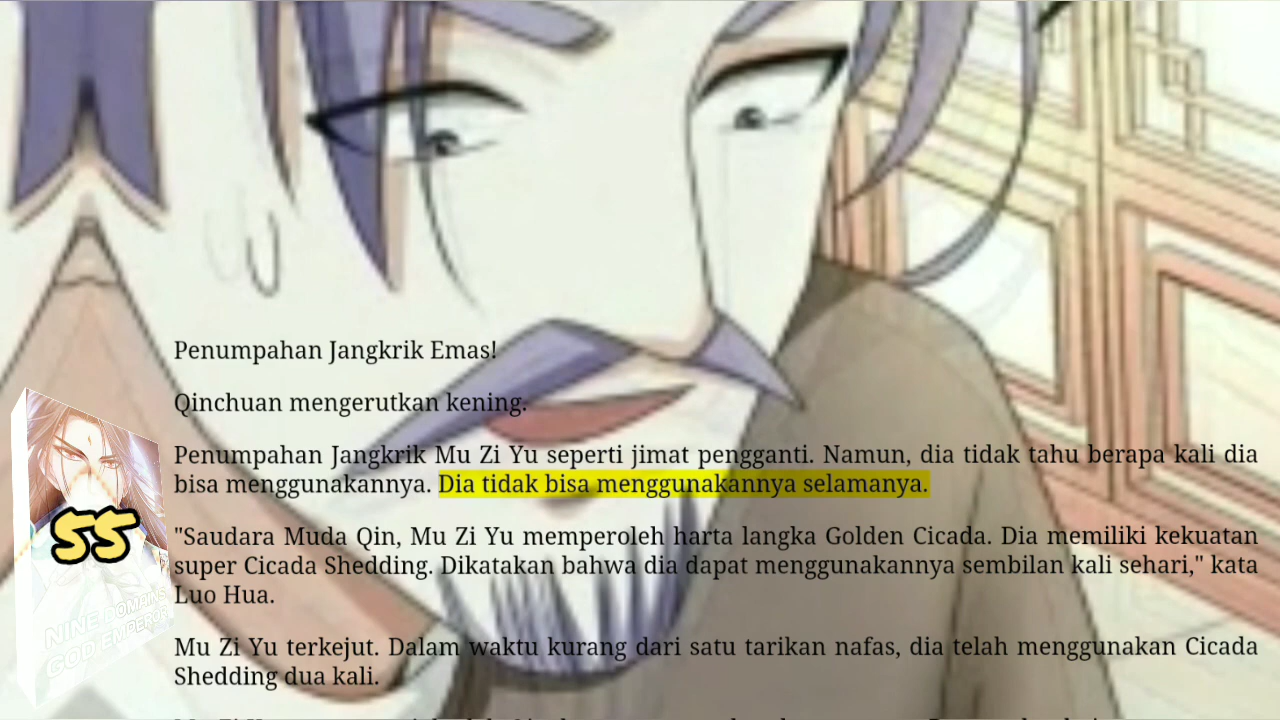 Penumpahan Jangkrik Emas!
Qinchuan mengerutkan kening.
Penumpahan Jangkrik Mu Zi Yu seperti jimat pengganti. Namun, dia tidak tahu berapa kali dia
bisa menggunakannya. Dia tidak bisa menggunakannya selamanya.
"Saudara Muda Qin, Mu Zi Yu memperoleh harta langka Golden Cicada. Dia memiliki kekuatan
super Cicada Shedding. Dikatakan bahwa dia dapat menggunakannya sembilan kali sehari," kata
Luo Hua.
Mu Zi Yu terkejut. Dalam waktu kurang dari satu tarikan nafas, dia telah menggunakan Cicada
Shedding dua kali.
SS
NINE DOMAINS
GOD EMPEROR